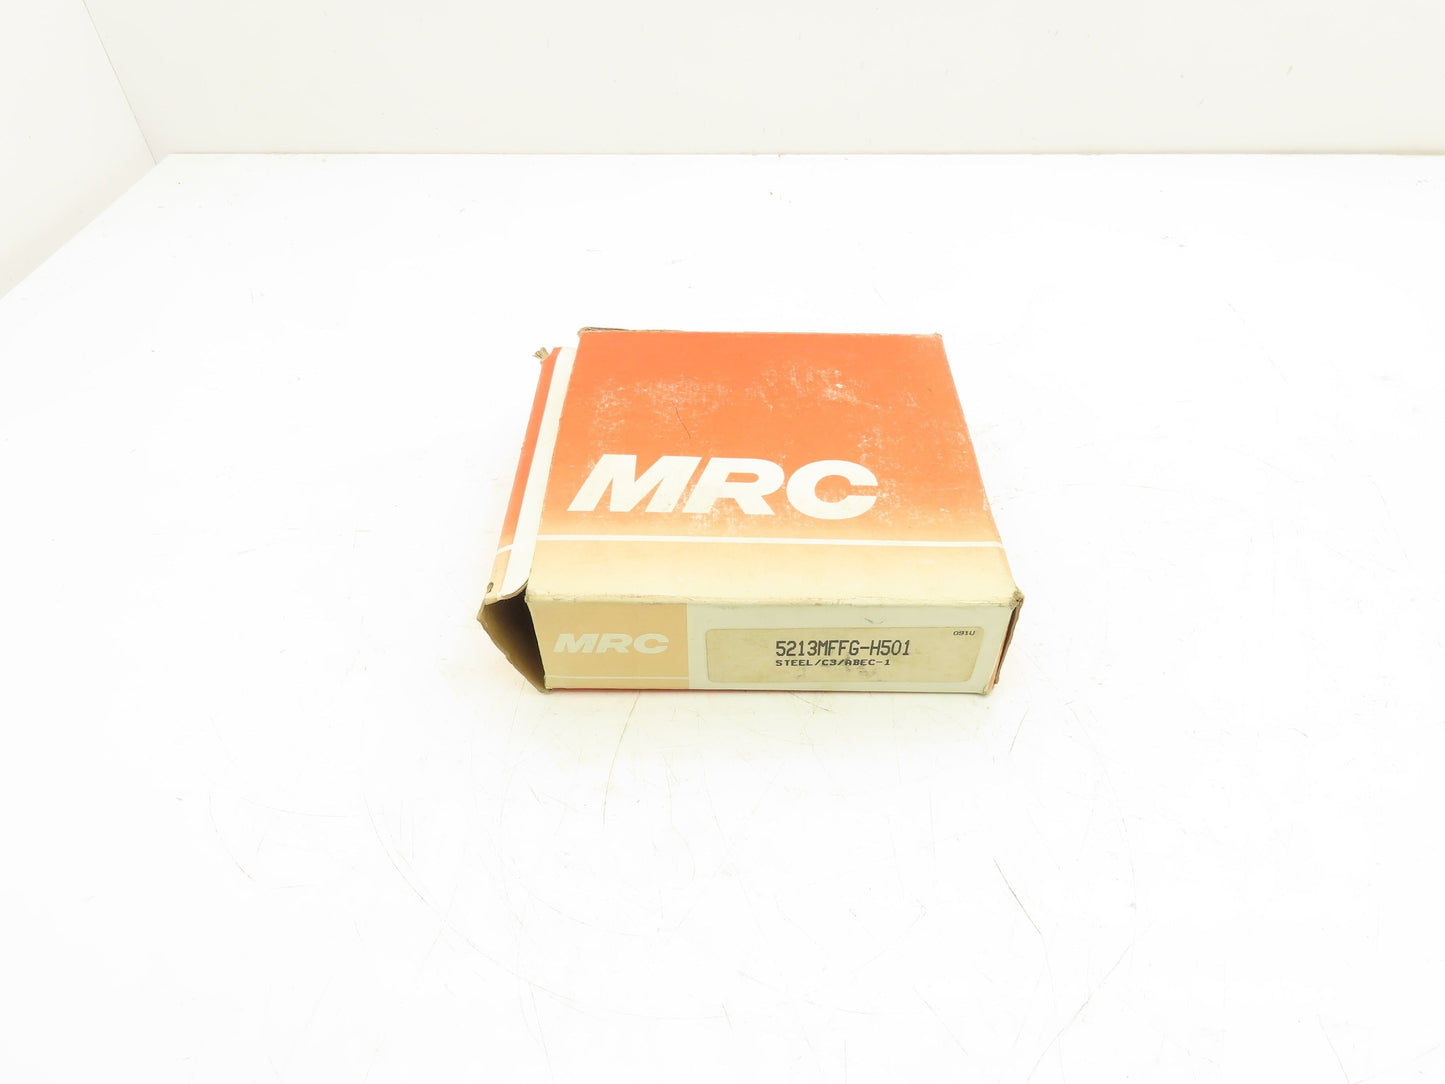 MRC
MRC
091U
5213MFFG-H501
STEEL/C3/ABEC-1